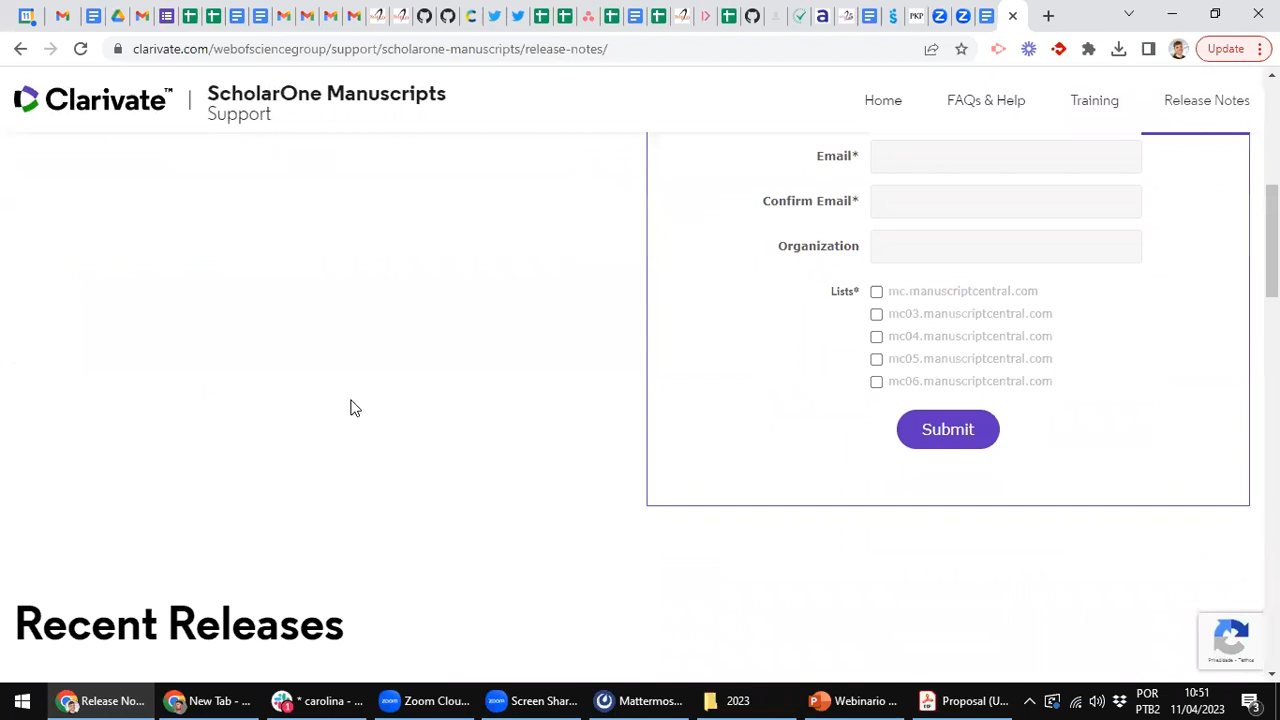 31
PKP
clarivate.com/webofsciencegroup/support/scholarone-manuscripts/release-notes/
Update
Clarivate™
ScholarOne Manuscripts
Support
Home
FAQs & Help
Training
Release Notes
Email*
Confirm Email*
Organization
Lists*
mc.manuscriptcentral.com
mc03.manuscriptcentral.com
mc04.manuscriptcentral.com
mc05.manuscriptcentral.com
mc06.manuscriptcentral.com
Submit
Recent Releases
Release No...
New Tab - ...
* carolina - ...
Zoom Clou...
Screen Shar...
Mattermos...
2023
Webinario ...
Proposal (U...
POR
PTB2
10:51
11/04/2023